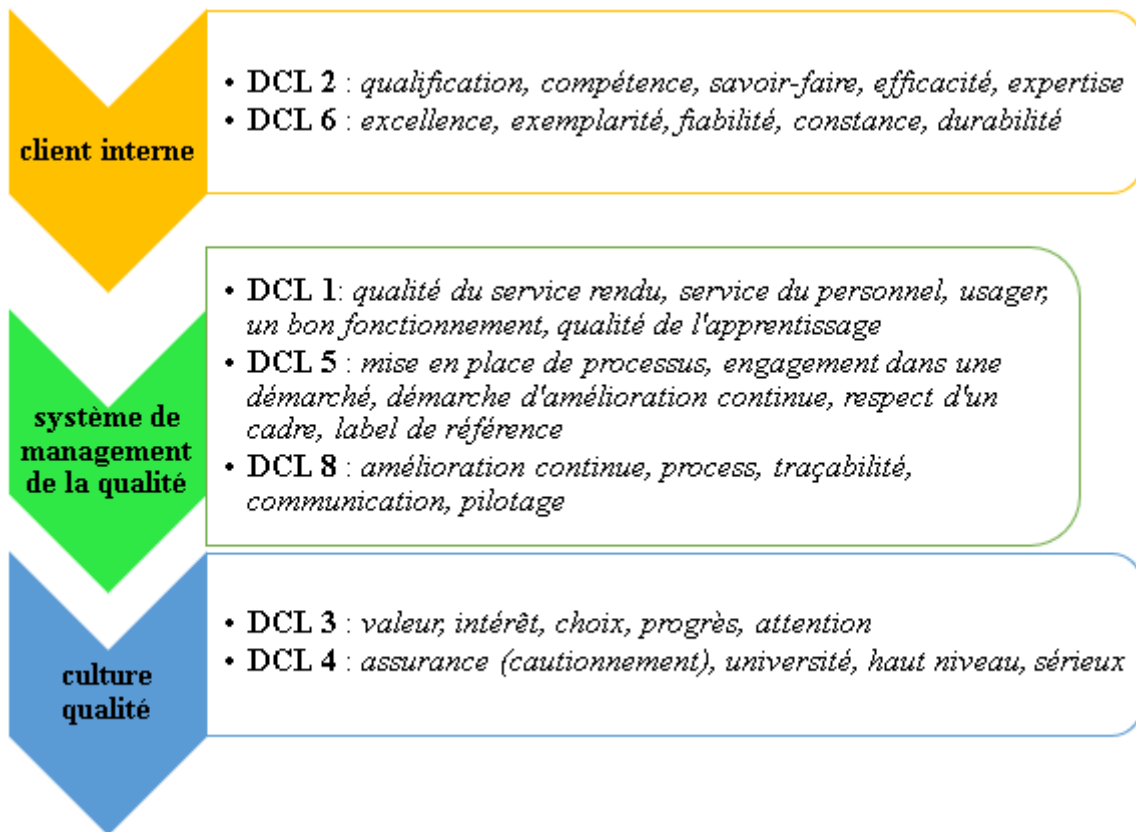 client interne
• DCL 2 : qualification, compétence, savoir-faire, efficacité, expertise
• DCL 6 : excellence, exemplarité, fiabilité, constance, durabilité
système de
management
de la qualité
• DCL 1: qualité du service rendu, service du personnel, usager,
un bon fonctionnement, qualité de l'apprentissage
• DCL 5 : mise en place de processus, engagement dans une
démarché, démarche d'amélioration continue, respect d'un
cadre, label de référence
• DCL 8 : amélioration continue, process, traçabilité,
communication, pilotage
culture
qualité
• DCL 3 : valeur, intérêt, choix, progrès, attention
• DCL 4 : assurance (cautionnement), université, haut niveau, sérieux